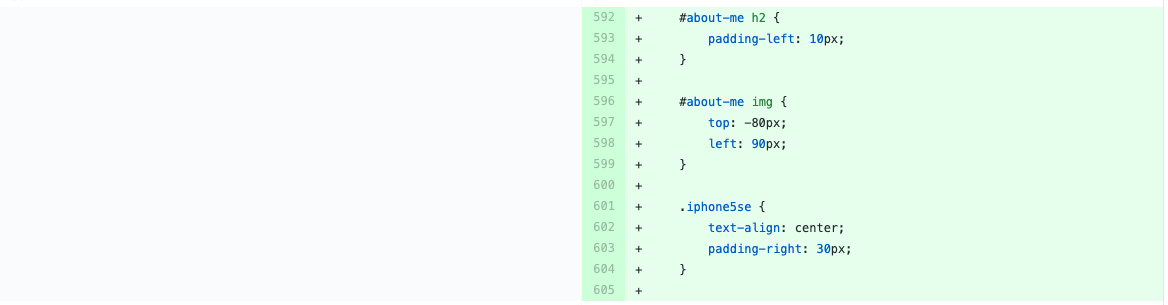 592 + #about-me h2 {
593 + padding-left: 10px;
594 + }
595 +
596 + #about-me img {
597 + top: -80px;
598 + left: 90px;
599 + }
600 +
601 + .iphone5se {
602 + text-align: center;
603 + padding-right: 30px;
604 + }
605 +